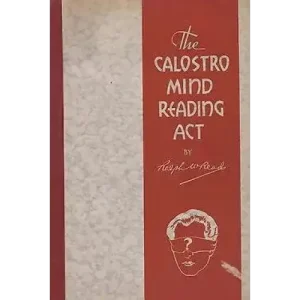 The
CALOSTRO
MIND
READING
ACT
BY
Ralph W. Read
?